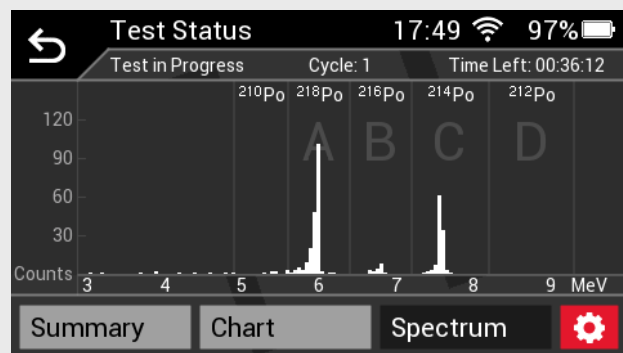 Test Status 17:49 97%
Test in Progress Cycle: 1 Time Left: 00:36:12
210Po 218Po 216Po 214Po 212Po
A B C D
120
90
60
30
Counts
3 4 5 6 7 8 9 MeV
Summary Chart Spectrum